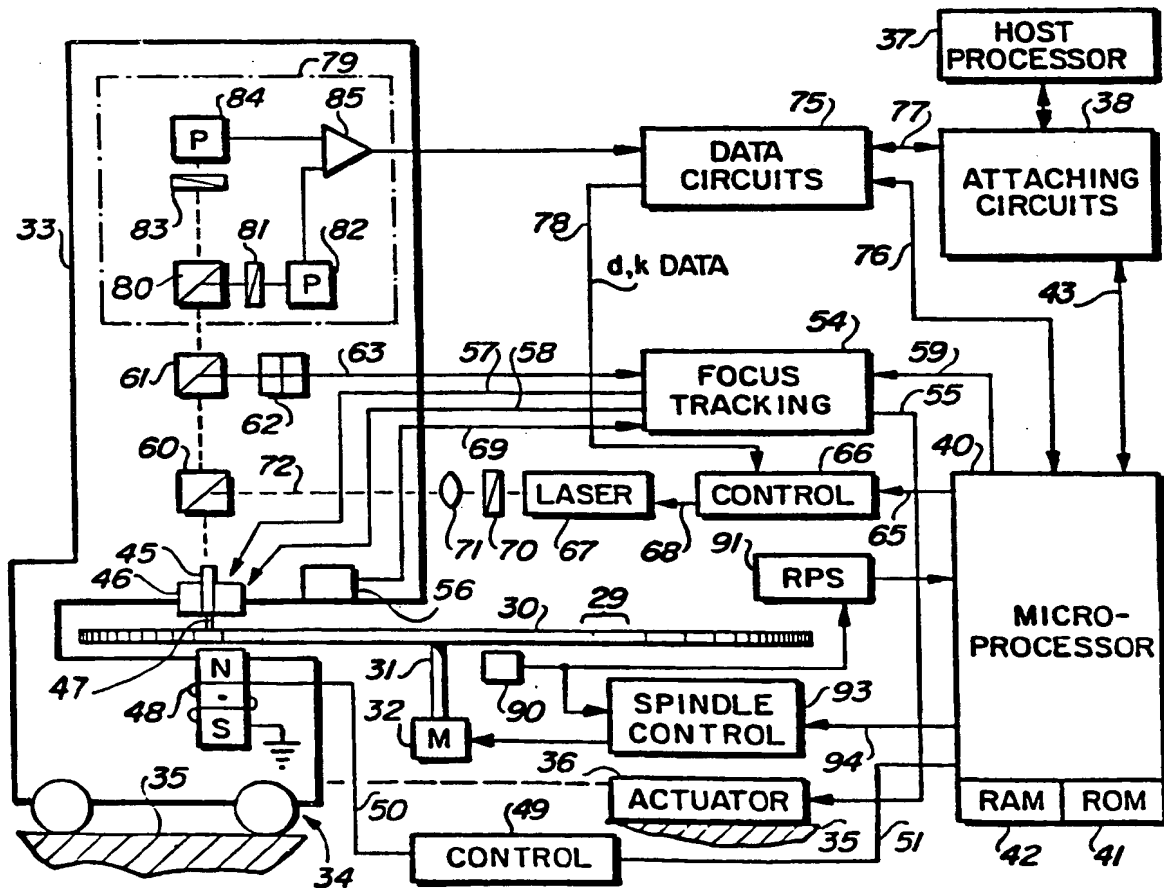 37
HOST
PROCESSOR
79
84
85
75
77
38
P
DATA
CIRCUITS
ATTACHING
CIRCUITS
83
33
81
82
78
76
80
P
d,k DATA
43
54
61
63
57
58
59
FOCUS
TRACKING
55
62
69
60
72
66
40
LASER
CONTROL
71
70
67
68
65
45
91
46
RPS
56
30
29
MICRO-
PROCESSOR
47
N
31
90
93
48
S
32
M
SPINDLE
CONTROL
94
36
35
ACTUATOR
RAM
ROM
50
49
35
51
42
41
34
CONTROL